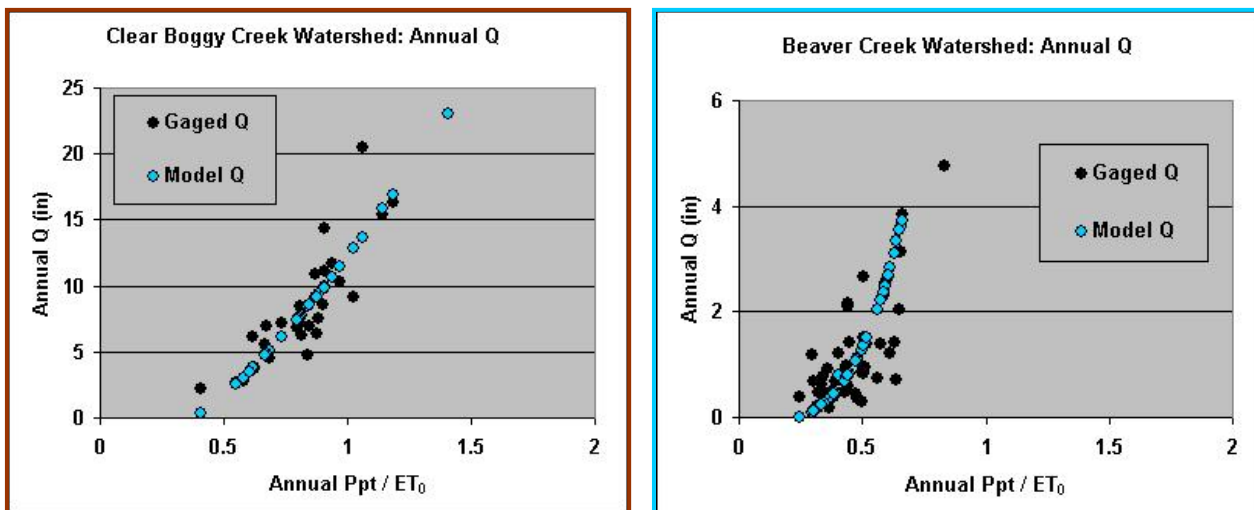 Clear Boggy Creek Watershed: Annual Q
Annual Q (in)
25
20
15
10
5
0
Gaged Q
Model Q
0 0.5 1 1.5 2
Annual Ppt / ET₀
Beaver Creek Watershed: Annual Q
Annual Q (in)
6
4
2
0
Gaged Q
Model Q
0 0.5 1 1.5 2
Annual Ppt / ET₀